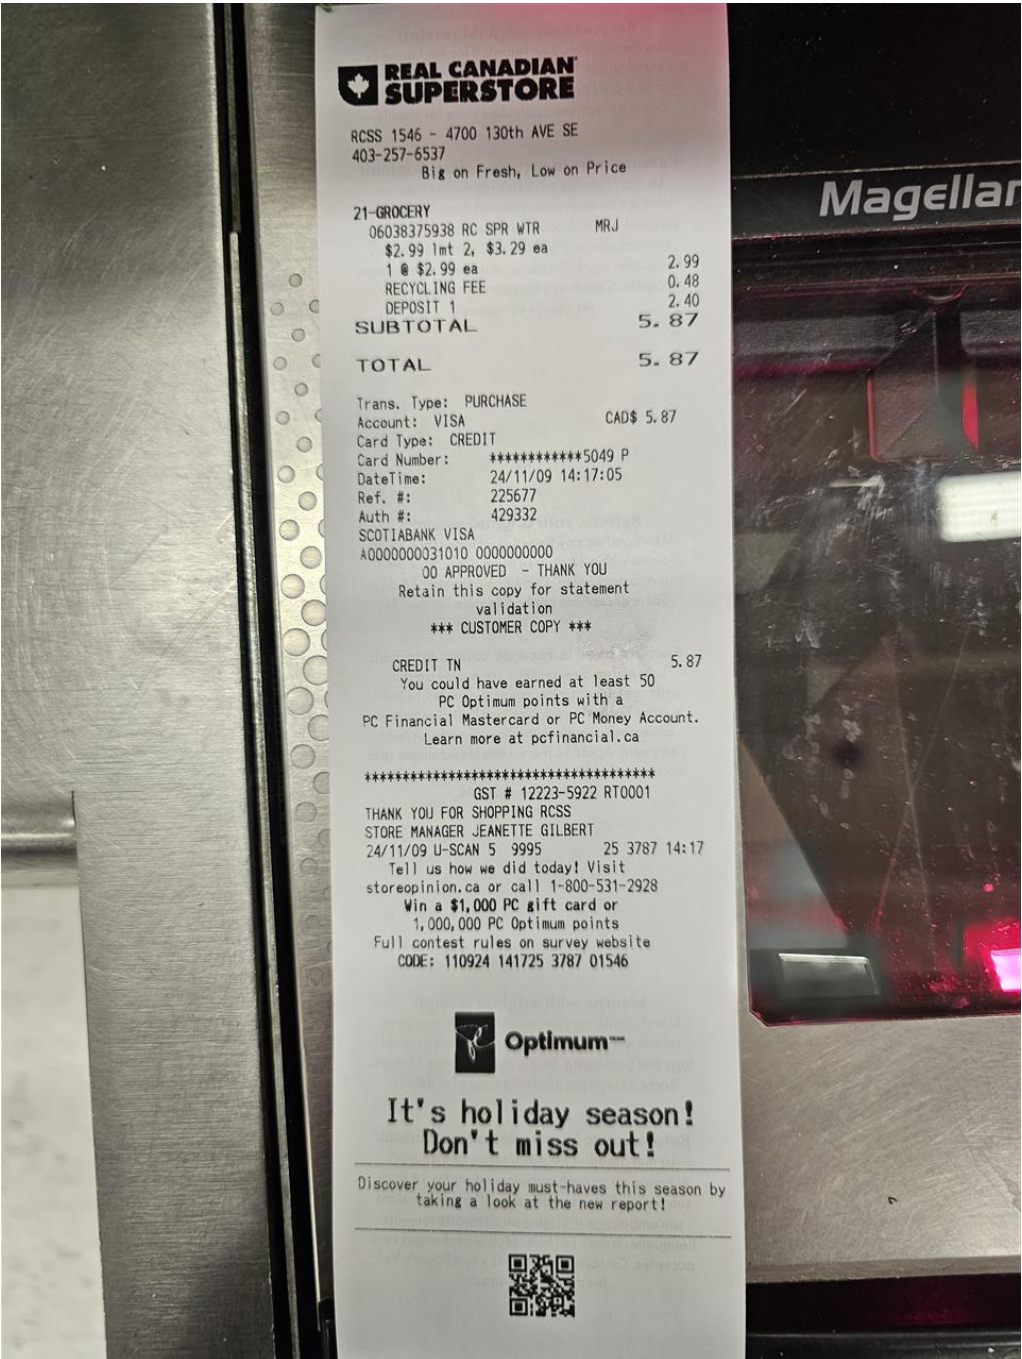 REAL CANADIAN
SUPERSTORE
RCSS 1546 - 4700 130th AVE SE
403-257-6537
Big on Fresh, Low on Price
Magellan
21-GROCERY
06038375938 RC SPR WTR MRJ
$2.99 lmt 2, $3.29 ea
1 @ $2.99 ea 2.99
RECYCLING FEE 0.48
DEPOSIT 1 2.40
SUBTOTAL 5.87
TOTAL 5.87
Trans. Type: PURCHASE
Account: VISA CAD$ 5.87
Card Type: CREDIT
Card Number: ************5049 P
DateTime: 24/11/09 14:17:05
Ref. #: 225677
Auth #: 429332
SCOTIABANK VISA
A0000000031010 0000000000
00 APPROVED - THANK YOU
Retain this copy for statement
validation
*** CUSTOMER COPY ***
CREDIT TN 5.87
You could have earned at least 50
PC Optimum points with a
PC Financial Mastercard or PC Money Account.
Learn more at pcfinancial.ca
**************************************
GST # 12223-5922 RT0001
THANK YOU FOR SHOPPING RCSS
STORE MANAGER JEANETTE GILBERT
24/11/09 U-SCAN 5 9995 25 3787 14:17
Tell us how we did today! Visit
storeopinion.ca or call 1-800-531-2928
Win a $1,000 PC gift card or
1,000,000 PC Optimum points
Full contest rules on survey website
CODE: 110924 141725 3787 01546
Optimum
It's holiday season!
Don't miss out!
Discover your holiday must-haves this season by
taking a look at the new report!